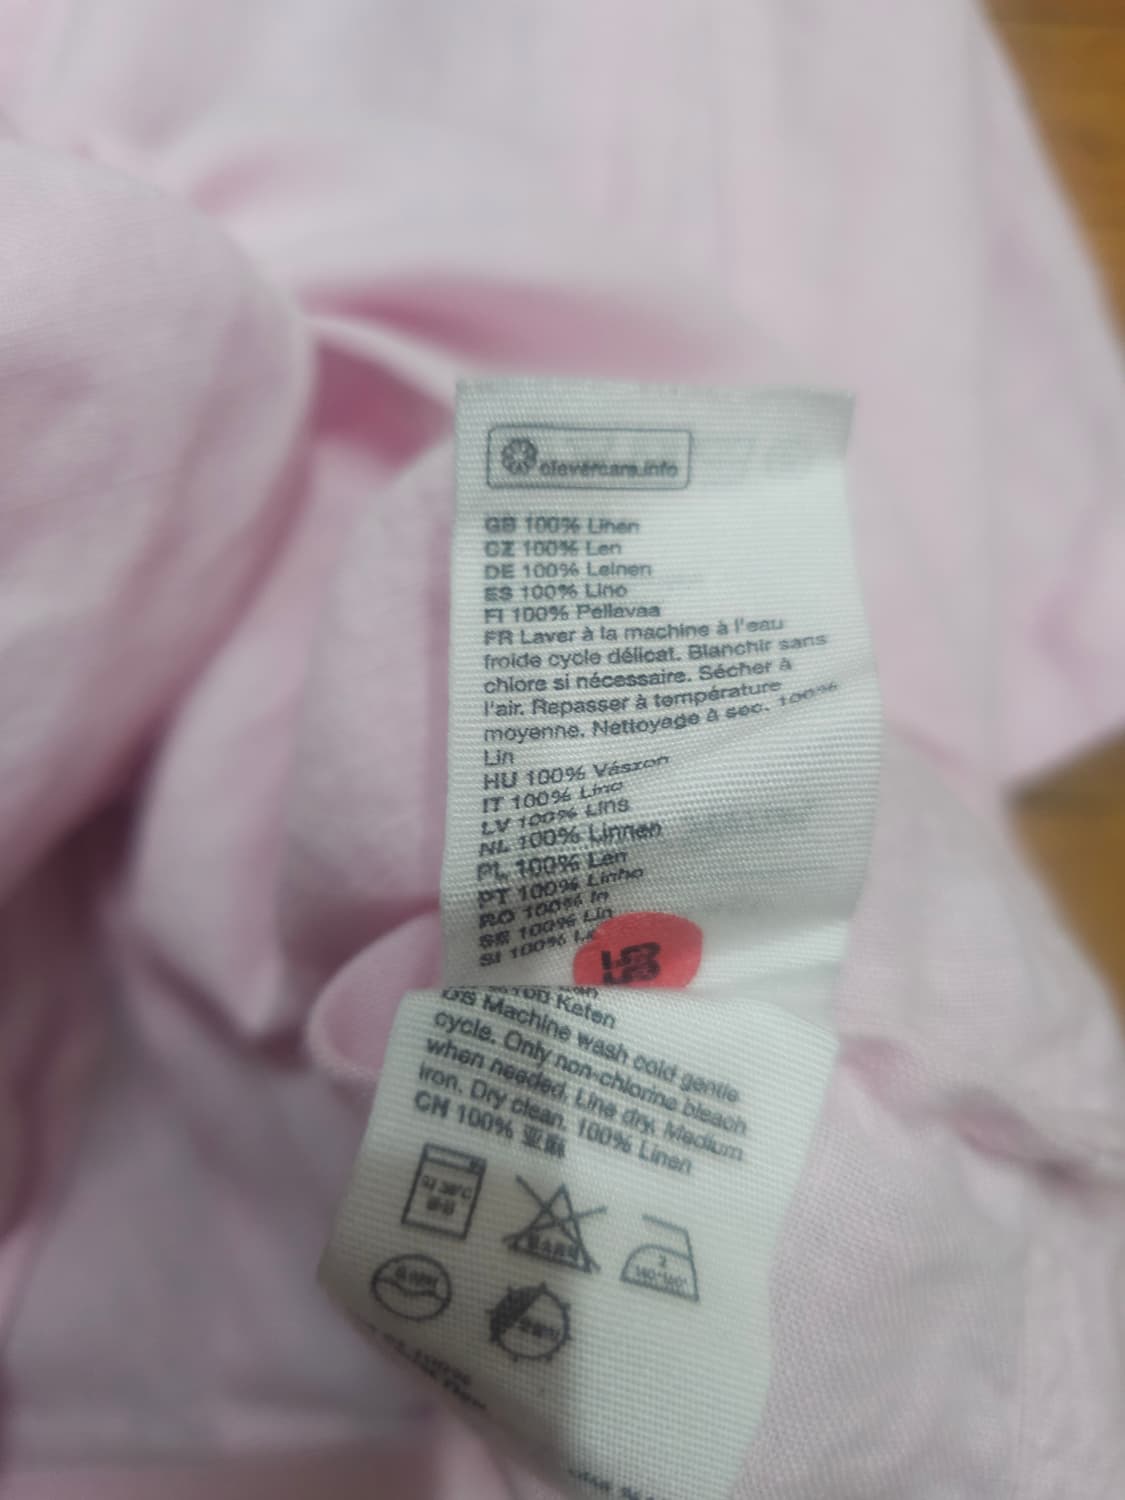 clevercare.info
GB 100% Linen
CZ 100% Len
DE 100% Leinen
ES 100% Lino
FI 100% Pellavaa
FR Laver à la machine à l'eau
froide cycle délicat. Blanchir sans
chlore si nécessaire. Sécher à
l'air. Repasser à température
moyenne. Nettoyage à sec. 100%
Lin
HU 100% Vászon
IT 100% Lino
LV 100% Lins
NL 100% Linnen
PL 100% Len
PT 100% Linho
RO 100% In
SE 100% Lin
SI 100%
Keten
Machine wash cold gentle
cycle. Only non-chlorine bleach
when needed. Line dry. Medium
iron. Dry clean. 100% Linen
CN 100% 亚麻
2